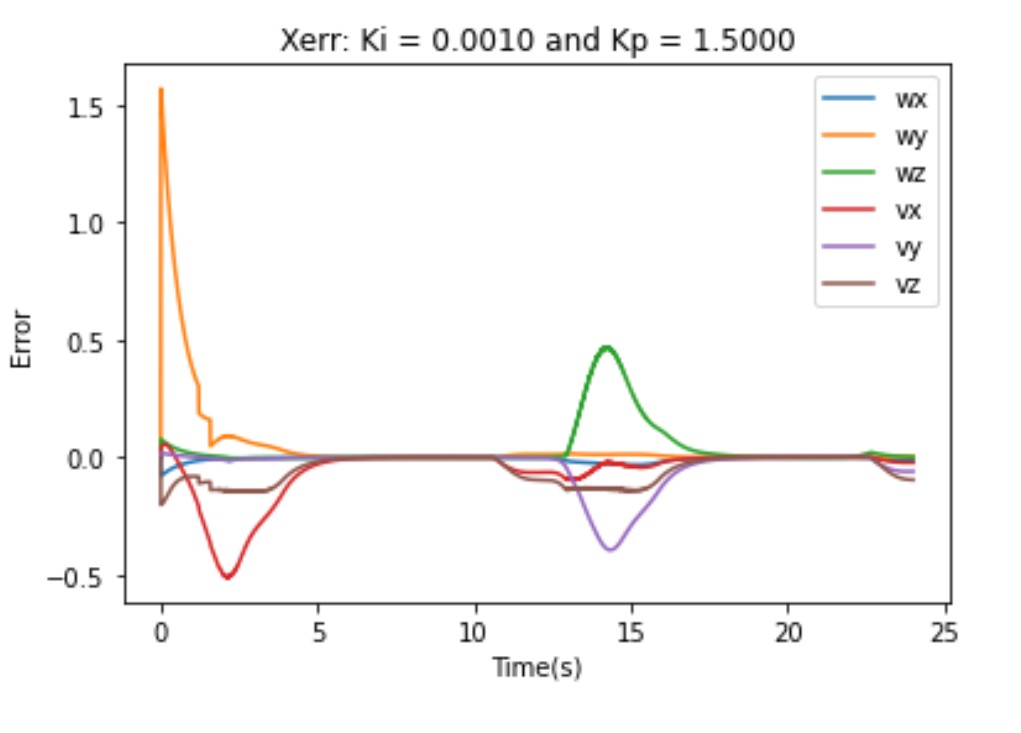 Xerr: Ki = 0.0010 and Kp = 1.5000
wx
wy
wz
vx
vy
vz
1.5
1.0
0.5
0.0
−0.5
Error
0 5 10 15 20 25
Time(s)